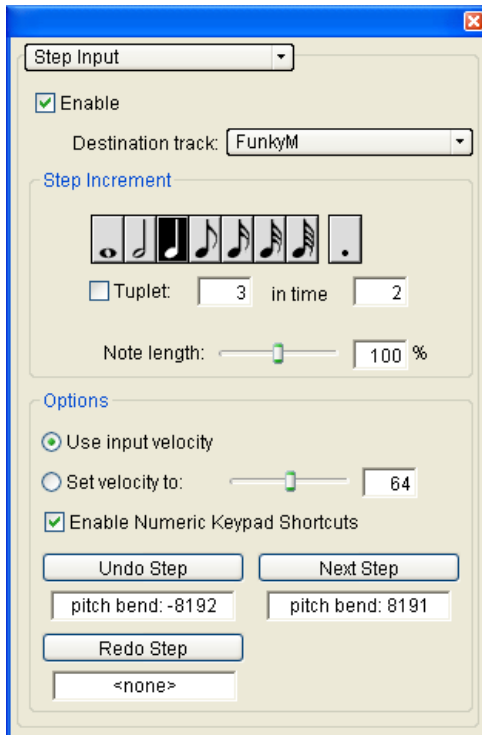 Step Input
Enable
Destination track: FunkyM
Step Increment
Tuplet: 3 in time 2
Note length: 100 %
Options
Use input velocity
Set velocity to: 64
Enable Numeric Keypad Shortcuts
Undo Step Next Step
pitch bend: -8192 pitch bend: 8191
Redo Step
<none>